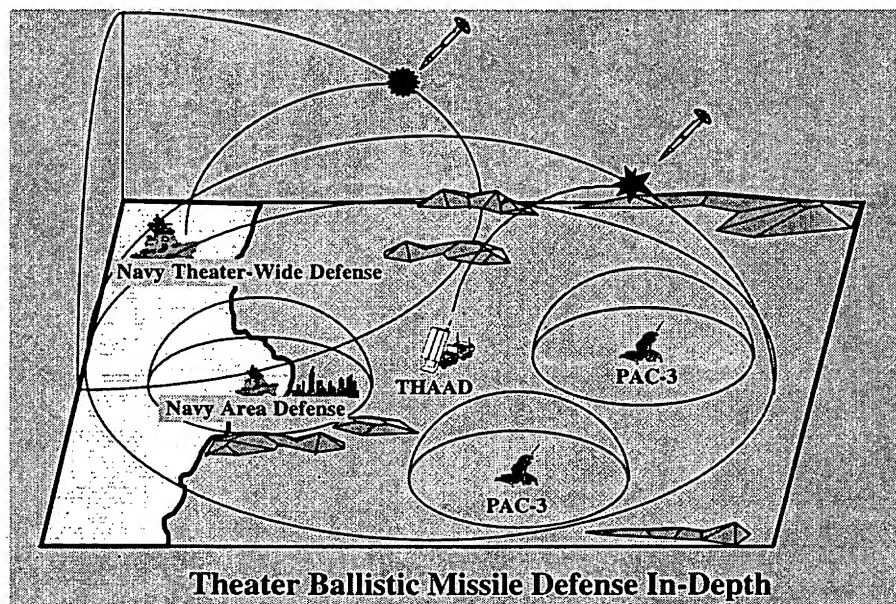 Navy Theater-Wide Defense
THAAD
PAC-3
Navy Area Defense
PAC-3
Theater Ballistic Missile Defense In-Depth